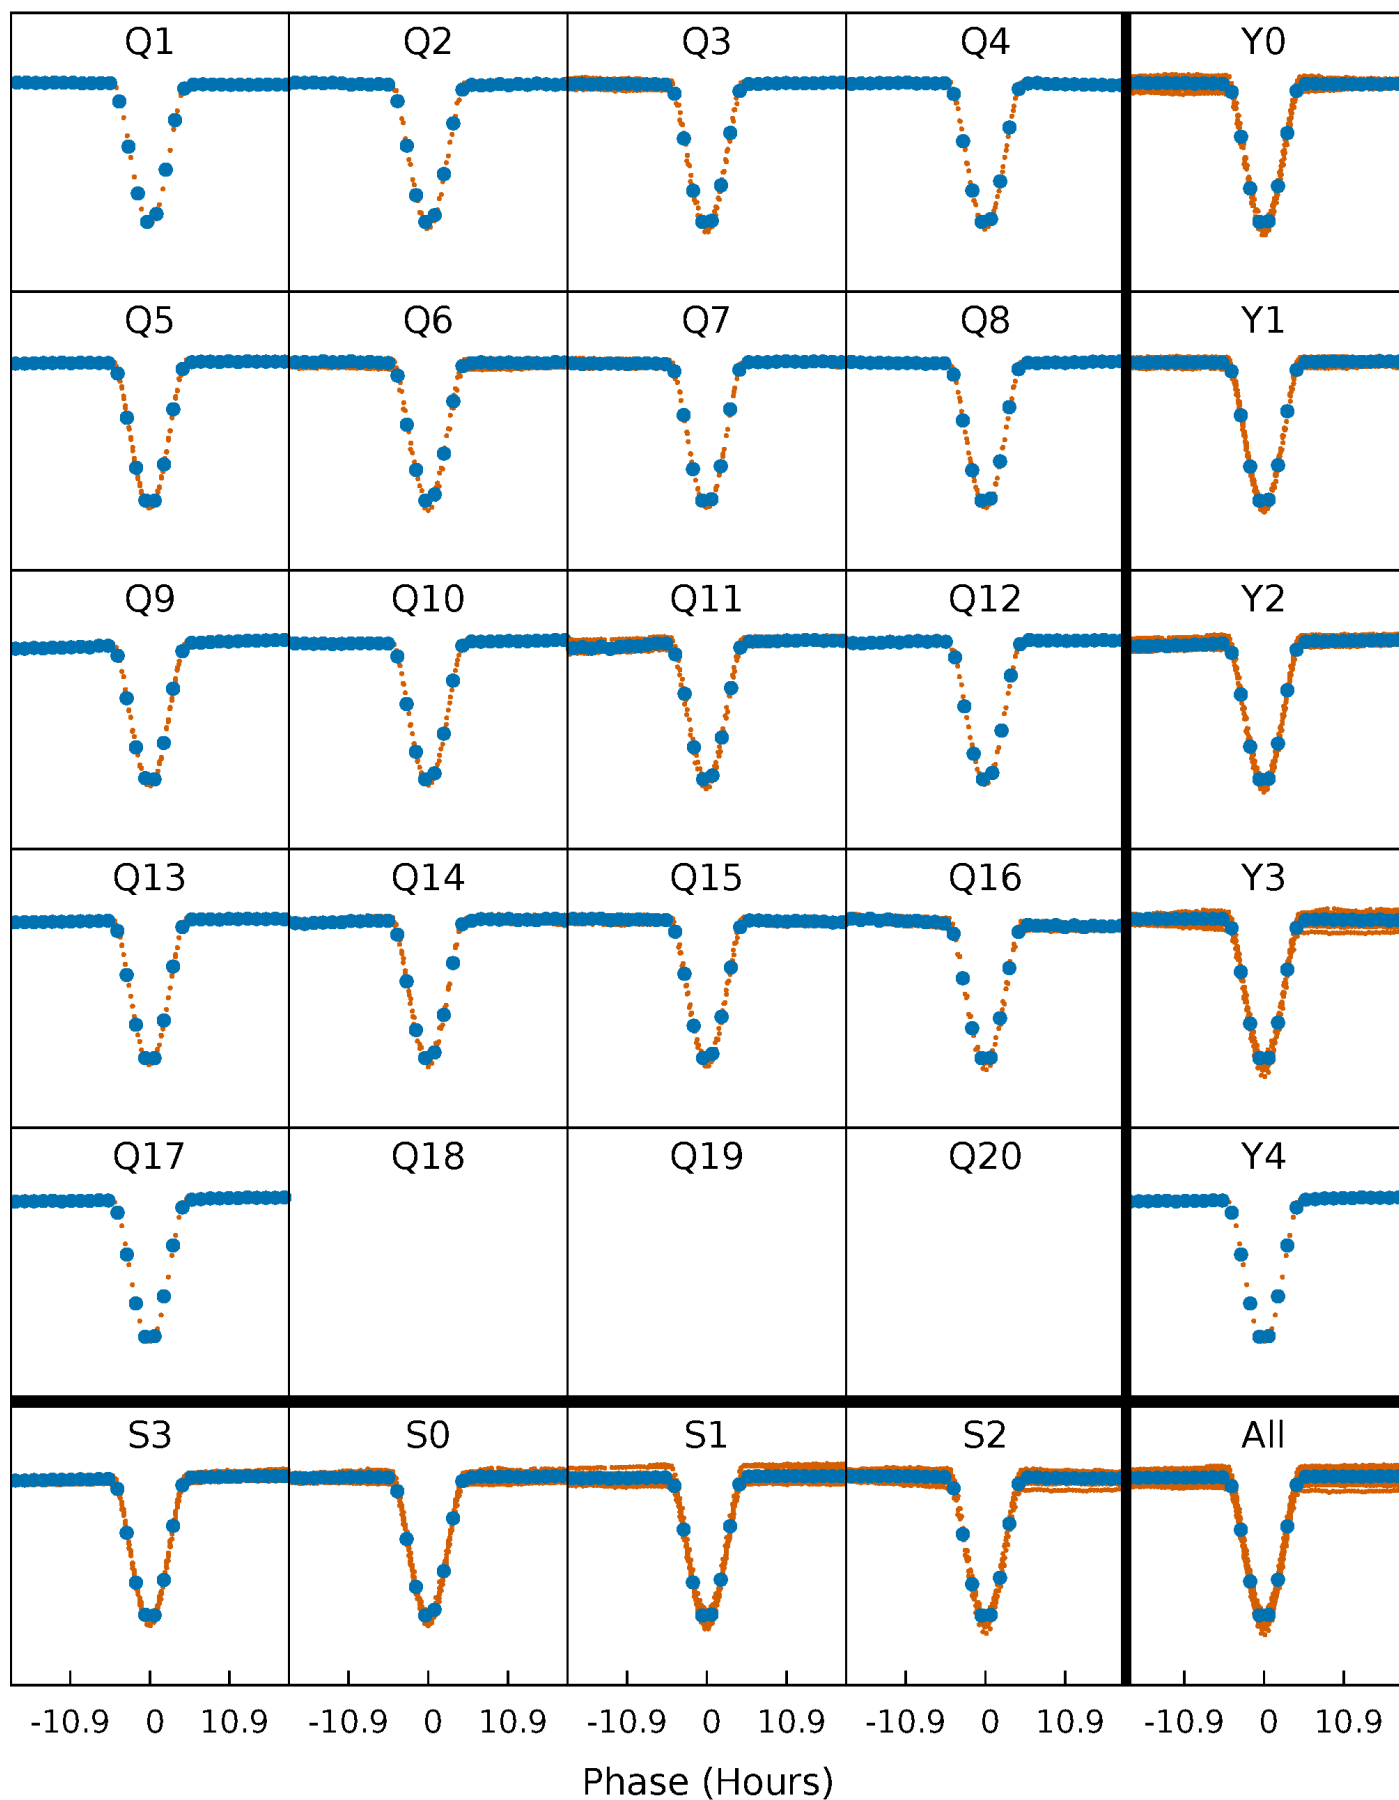 Q1 Q2 Q3 Q4 Y0
Q5 Q6 Q7 Q8 Y1
Q9 Q10 Q11 Q12 Y2
Q13 Q14 Q15 Q16 Y3
Q17 Q18 Q19 Q20 Y4
S3 S0 S1 S2 All
-10.9 0 10.9 -10.9 0 10.9 -10.9 0 10.9 -10.9 0 10.9 -10.9 0 10.9
Phase (Hours)